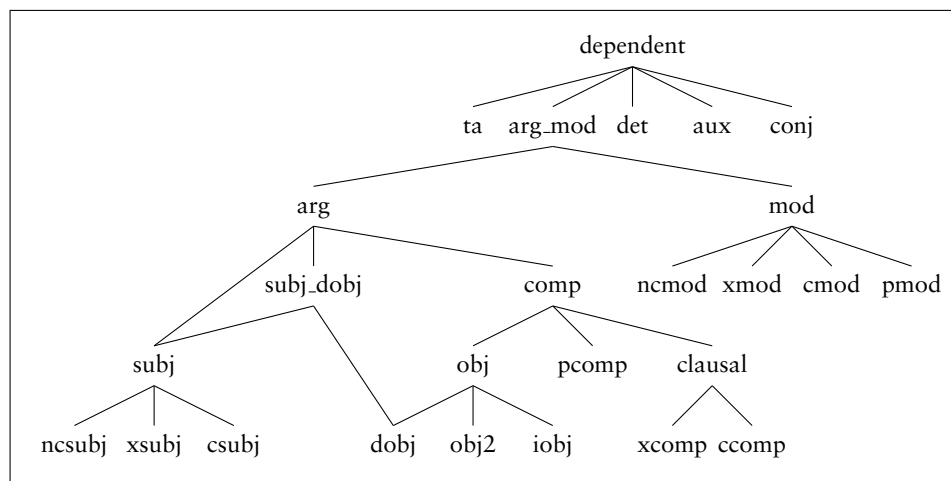 dependent
ta arg_mod det aux conj
arg mod
subj_dobj comp ncmod xmod cmod pmod
subj obj pcomp clausal
ncsubj xsubj csubj dobj obj2 iobj xcomp ccomp